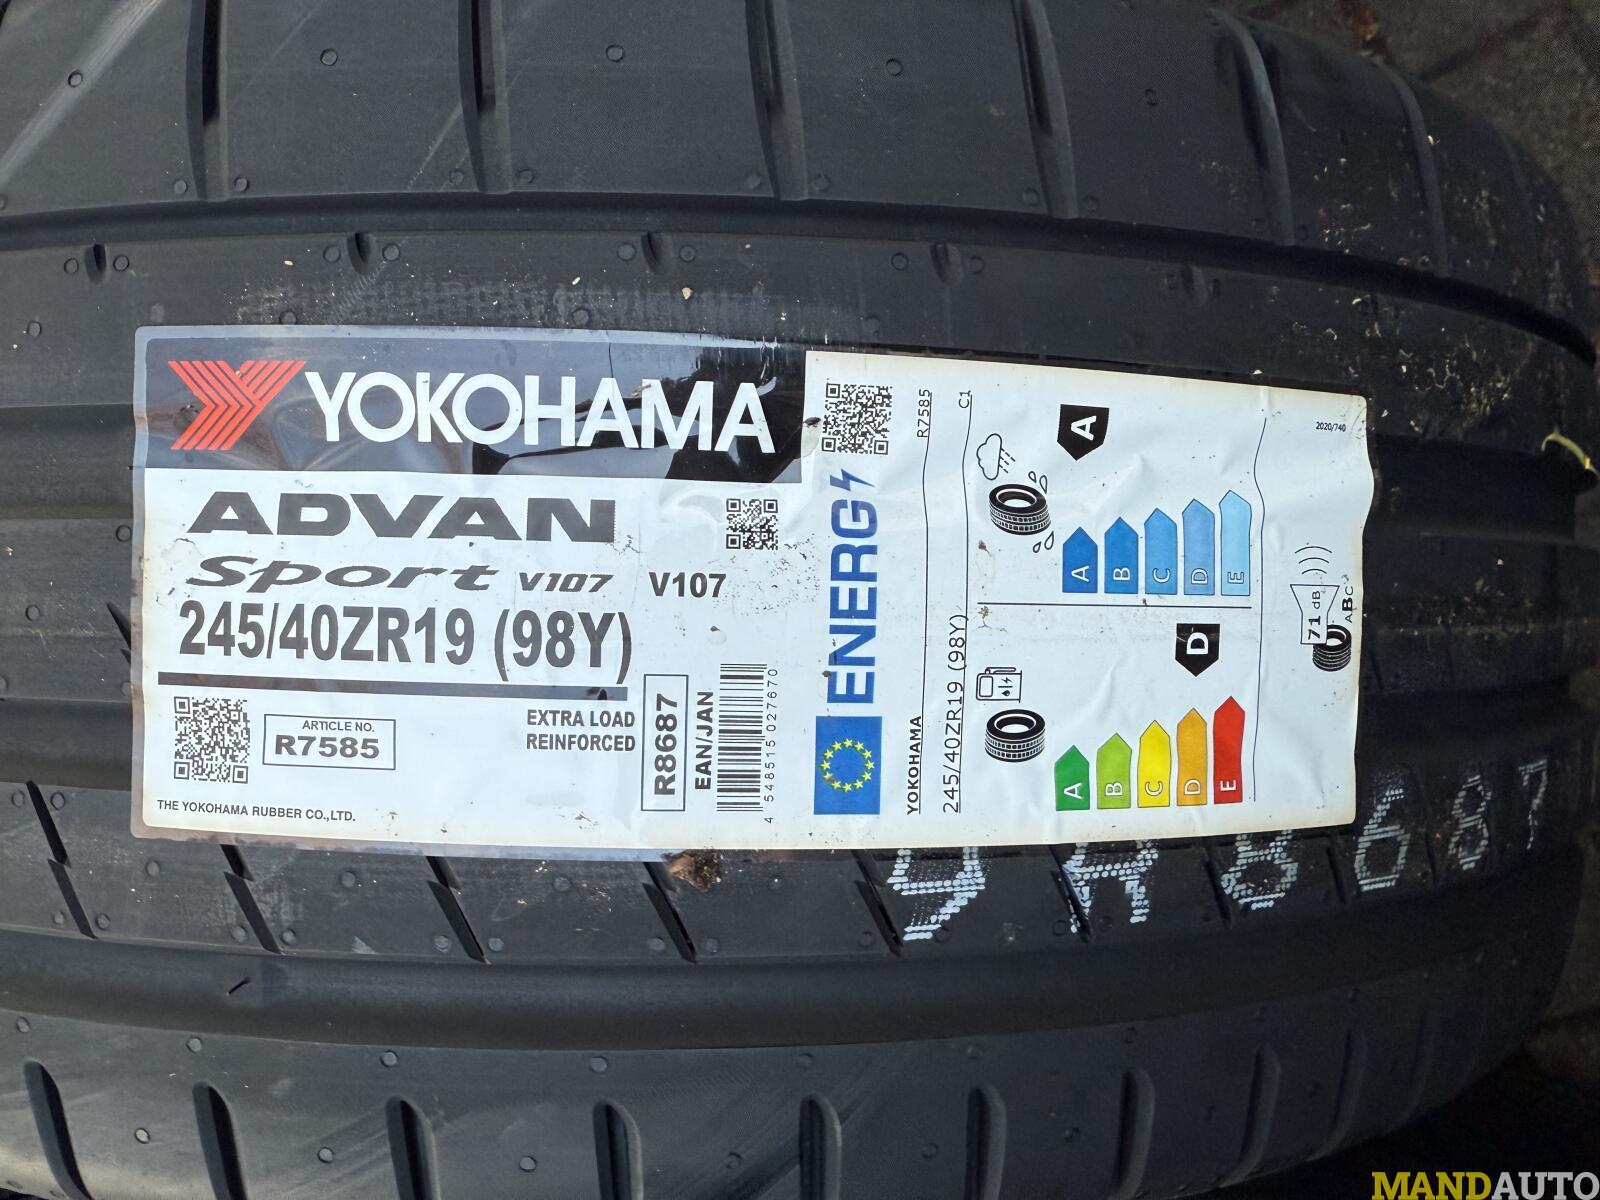 YOKOHAMA
ADVAN
Sport V107 V107
245/40ZR19 (98Y)
ARTICLE NO.
R7585
EXTRA LOAD
REINFORCED
THE YOKOHAMA RUBBER CO.,LTD.
R8687
EAN/JAN
4 548515 027670
ENERG
YOKOHAMA
R7585
245/40ZR19 (98Y)
C1
A
A
B
C
D
E
D
A
B
C
D
E
71 dB
ABC
2020/740
MANDAUTO